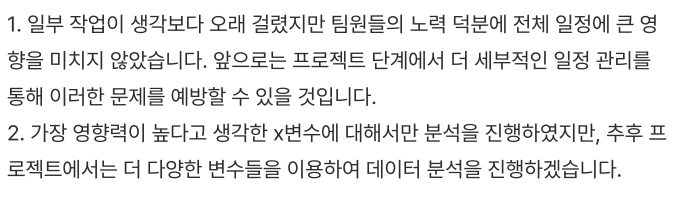 1. 일부 작업이 생각보다 오래 걸렸지만 팀원들의 노력 덕분에 전체 일정에 큰 영
향을 미치지 않았습니다. 앞으로는 프로젝트 단계에서 더 세부적인 일정 관리를
통해 이러한 문제를 예방할 수 있을 것입니다.
2. 가장 영향력이 높다고 생각한 x변수에 대해서만 분석을 진행하였지만, 추후 프
로젝트에서는 더 다양한 변수들을 이용하여 데이터 분석을 진행하겠습니다.